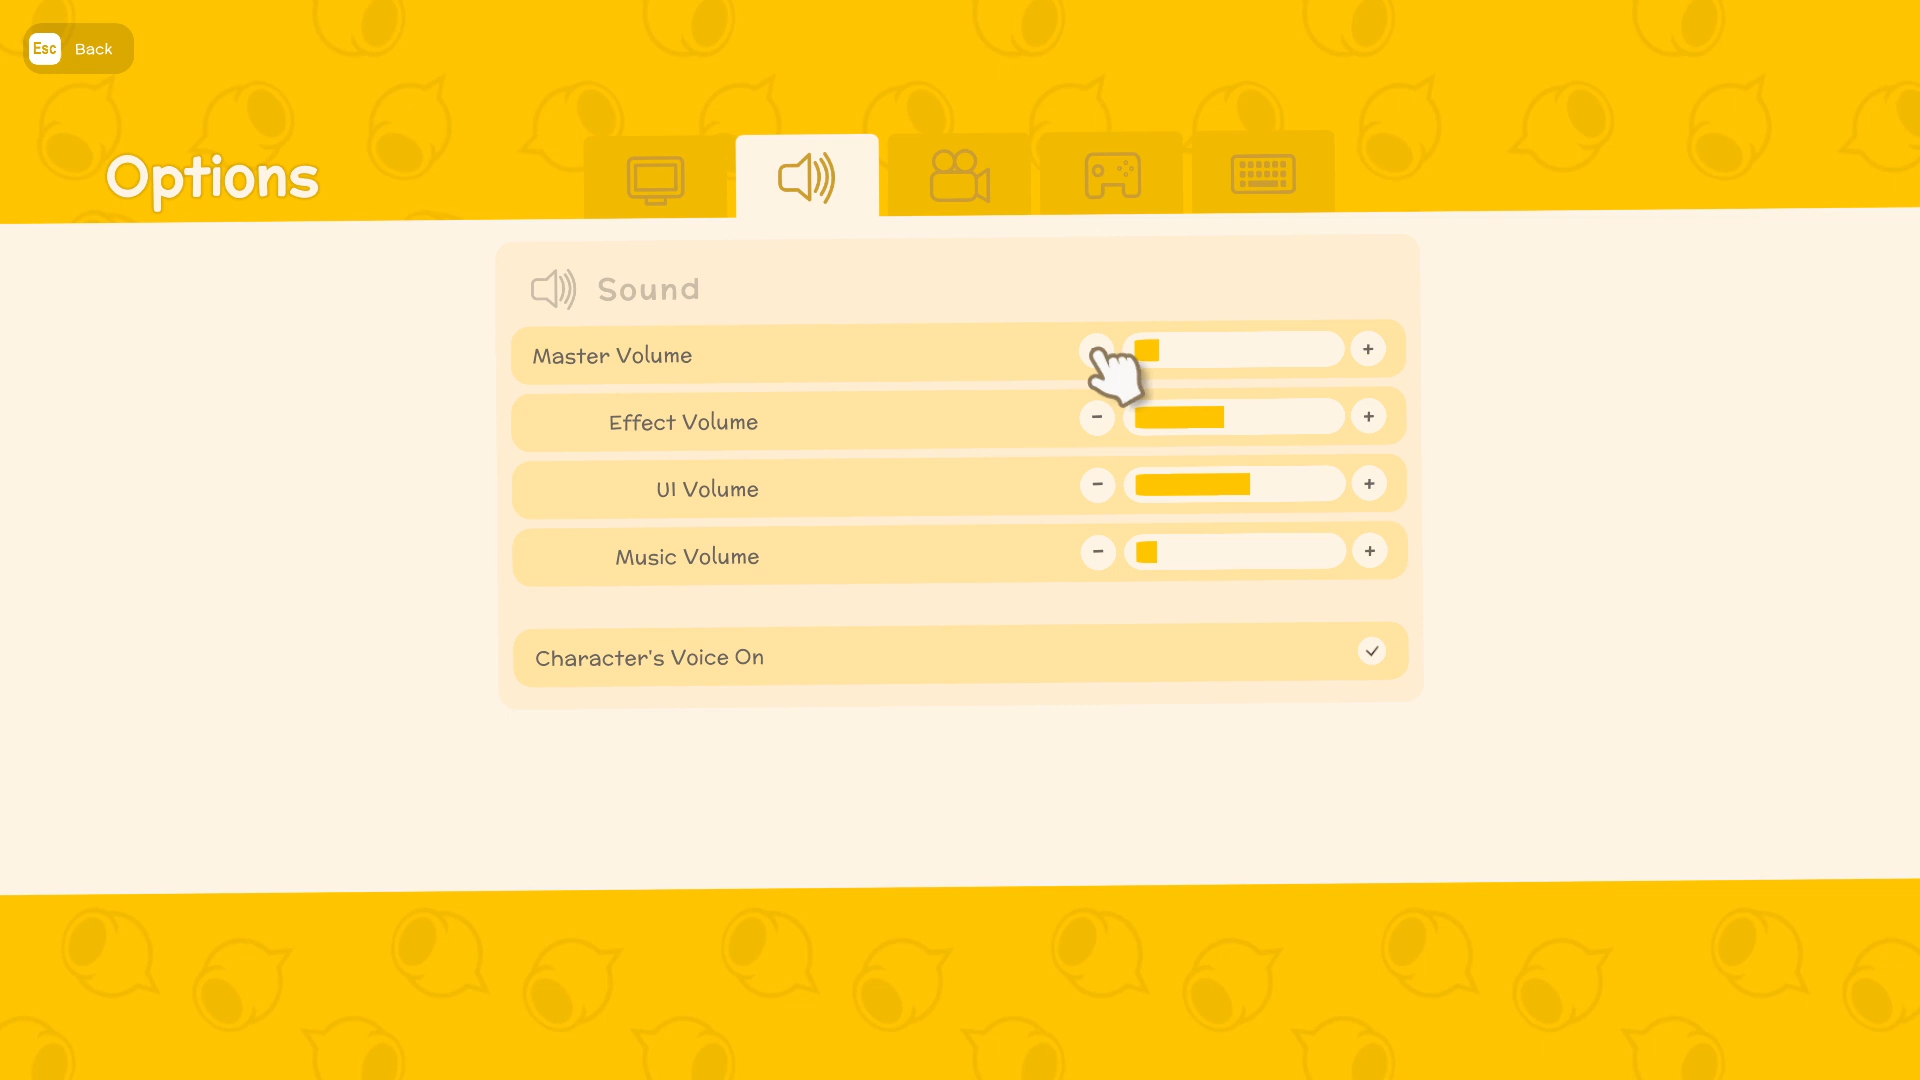 Esc Back
Options
Sound
Master Volume
+
Effect Volume
- +
UI Volume
- +
Music Volume
- +
Character's Voice On